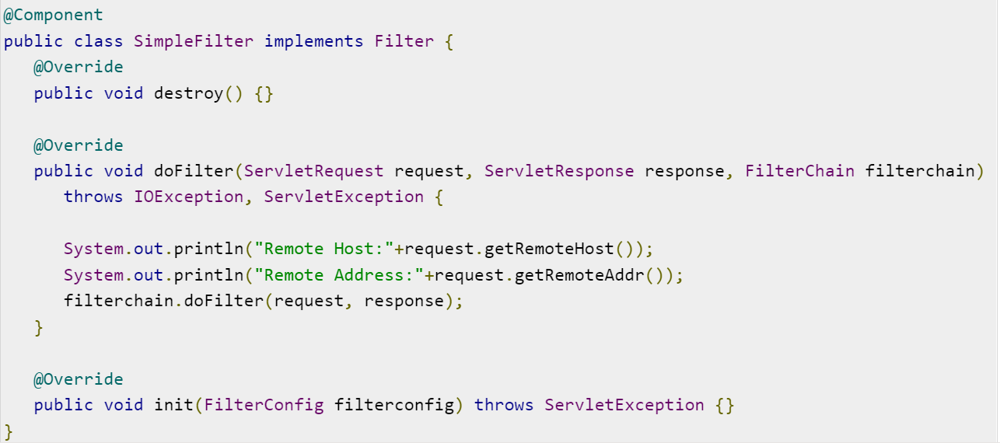 @Component
public class SimpleFilter implements Filter {
   @Override
   public void destroy() {}

   @Override
   public void doFilter(ServletRequest request, ServletResponse response, FilterChain filterchain)
      throws IOException, ServletException {

      System.out.println("Remote Host:"+request.getRemoteHost());
      System.out.println("Remote Address:"+request.getRemoteAddr());
      filterchain.doFilter(request, response);
   }

   @Override
   public void init(FilterConfig filterconfig) throws ServletException {}
}